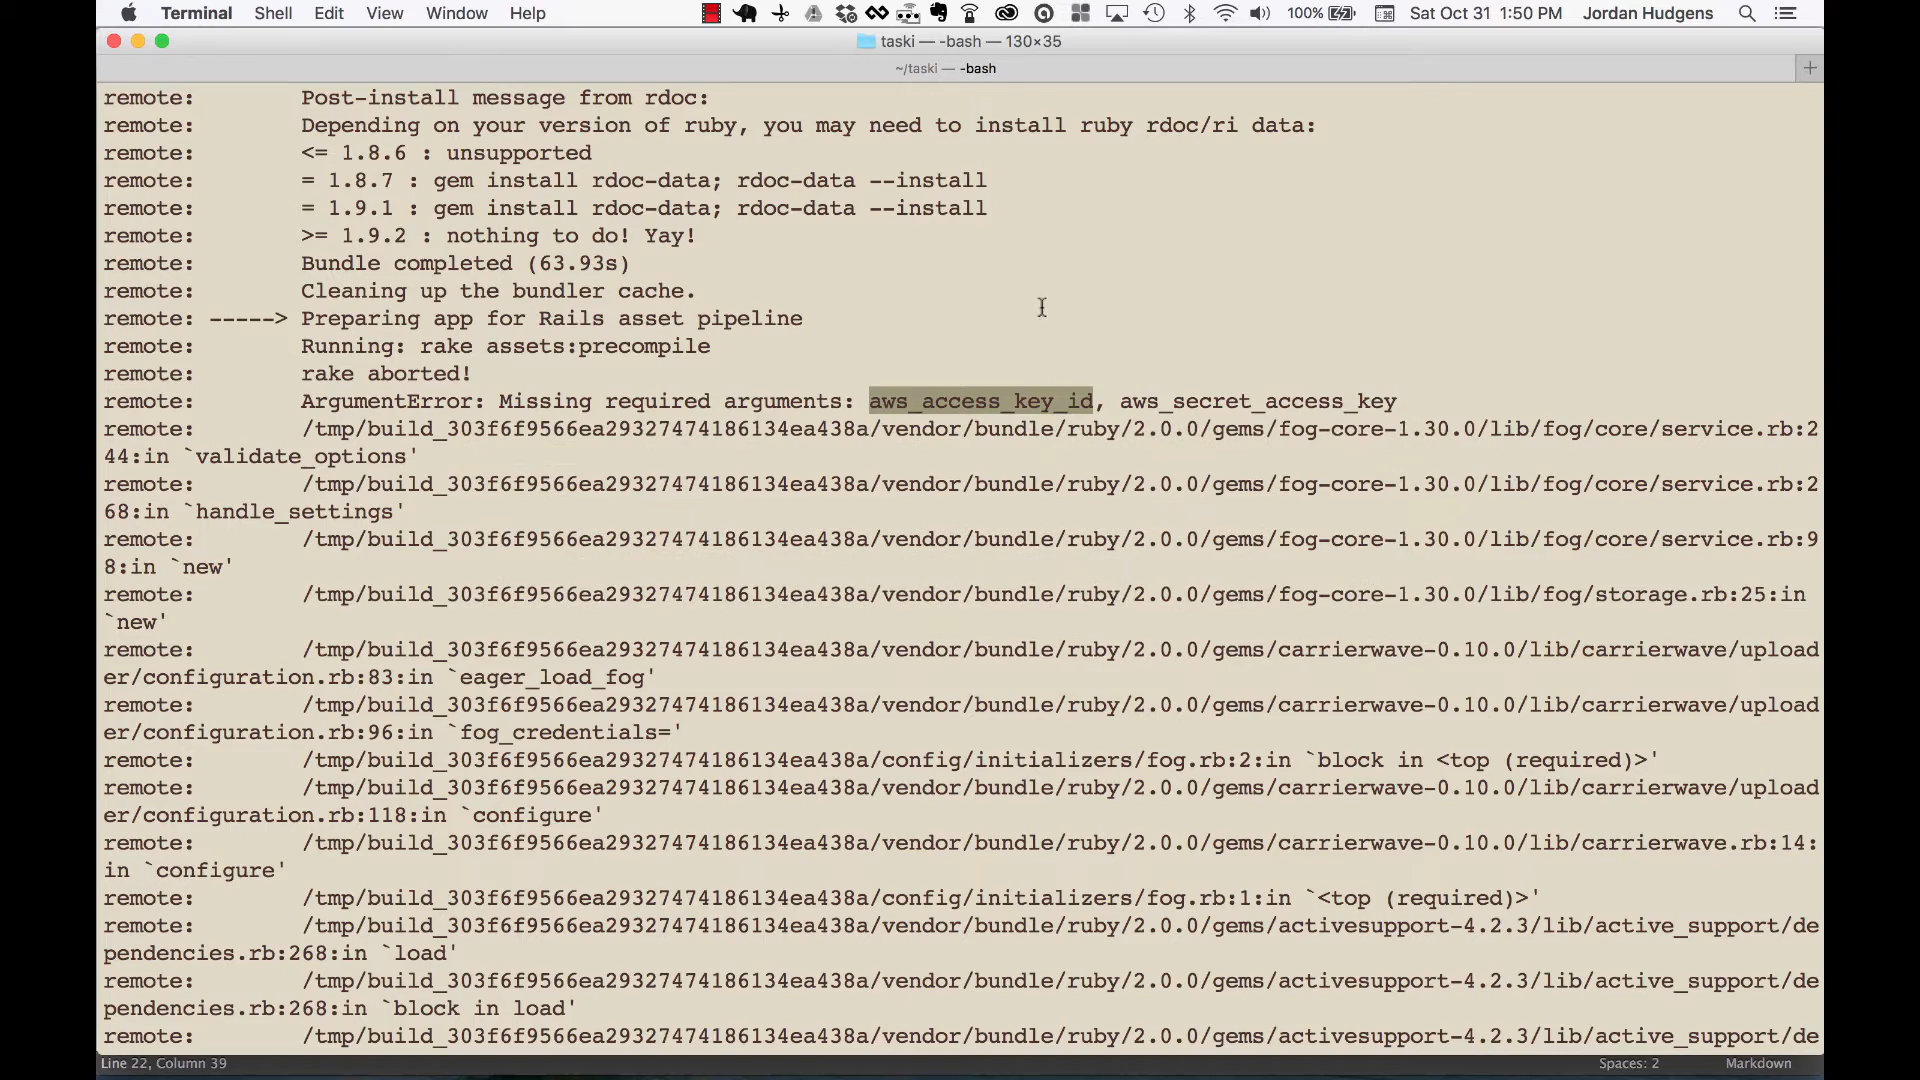 Terminal Shell Edit View Window Help 100% Sat Oct 31 1:50 PM Jordan Hudgens
taski — -bash — 130×35
~/taski — -bash
remote: Post-install message from rdoc:
remote: Depending on your version of ruby, you may need to install ruby rdoc/ri data:
remote: <= 1.8.6 : unsupported
remote: = 1.8.7 : gem install rdoc-data; rdoc-data --install
remote: = 1.9.1 : gem install rdoc-data; rdoc-data --install
remote: >= 1.9.2 : nothing to do! Yay!
remote: Bundle completed (63.93s)
remote: Cleaning up the bundler cache.
remote: -----> Preparing app for Rails asset pipeline
remote: Running: rake assets:precompile
remote: rake aborted!
remote: ArgumentError: Missing required arguments: aws_access_key_id, aws_secret_access_key
remote: /tmp/build_303f6f9566ea29327474186134ea438a/vendor/bundle/ruby/2.0.0/gems/fog-core-1.30.0/lib/fog/core/service.rb:2
44:in `validate_options'
remote: /tmp/build_303f6f9566ea29327474186134ea438a/vendor/bundle/ruby/2.0.0/gems/fog-core-1.30.0/lib/fog/core/service.rb:2
68:in `handle_settings'
remote: /tmp/build_303f6f9566ea29327474186134ea438a/vendor/bundle/ruby/2.0.0/gems/fog-core-1.30.0/lib/fog/core/service.rb:9
8:in `new'
remote: /tmp/build_303f6f9566ea29327474186134ea438a/vendor/bundle/ruby/2.0.0/gems/fog-core-1.30.0/lib/fog/storage.rb:25:in
`new'
remote: /tmp/build_303f6f9566ea29327474186134ea438a/vendor/bundle/ruby/2.0.0/gems/carrierwave-0.10.0/lib/carrierwave/upload
er/configuration.rb:83:in `eager_load_fog'
remote: /tmp/build_303f6f9566ea29327474186134ea438a/vendor/bundle/ruby/2.0.0/gems/carrierwave-0.10.0/lib/carrierwave/upload
er/configuration.rb:96:in `fog_credentials='
remote: /tmp/build_303f6f9566ea29327474186134ea438a/config/initializers/fog.rb:2:in `block in <top (required)>'
remote: /tmp/build_303f6f9566ea29327474186134ea438a/vendor/bundle/ruby/2.0.0/gems/carrierwave-0.10.0/lib/carrierwave/upload
er/configuration.rb:118:in `configure'
remote: /tmp/build_303f6f9566ea29327474186134ea438a/vendor/bundle/ruby/2.0.0/gems/carrierwave-0.10.0/lib/carrierwave.rb:14:
in `configure'
remote: /tmp/build_303f6f9566ea29327474186134ea438a/config/initializers/fog.rb:1:in `<top (required)>'
remote: /tmp/build_303f6f9566ea29327474186134ea438a/vendor/bundle/ruby/2.0.0/gems/activesupport-4.2.3/lib/active_support/de
pendencies.rb:268:in `load'
remote: /tmp/build_303f6f9566ea29327474186134ea438a/vendor/bundle/ruby/2.0.0/gems/activesupport-4.2.3/lib/active_support/de
pendencies.rb:268:in `block in load'
remote: /tmp/build_303f6f9566ea29327474186134ea438a/vendor/bundle/ruby/2.0.0/gems/activesupport-4.2.3/lib/active_support/de
Line 22, Column 39 Spaces: 2 Markdown